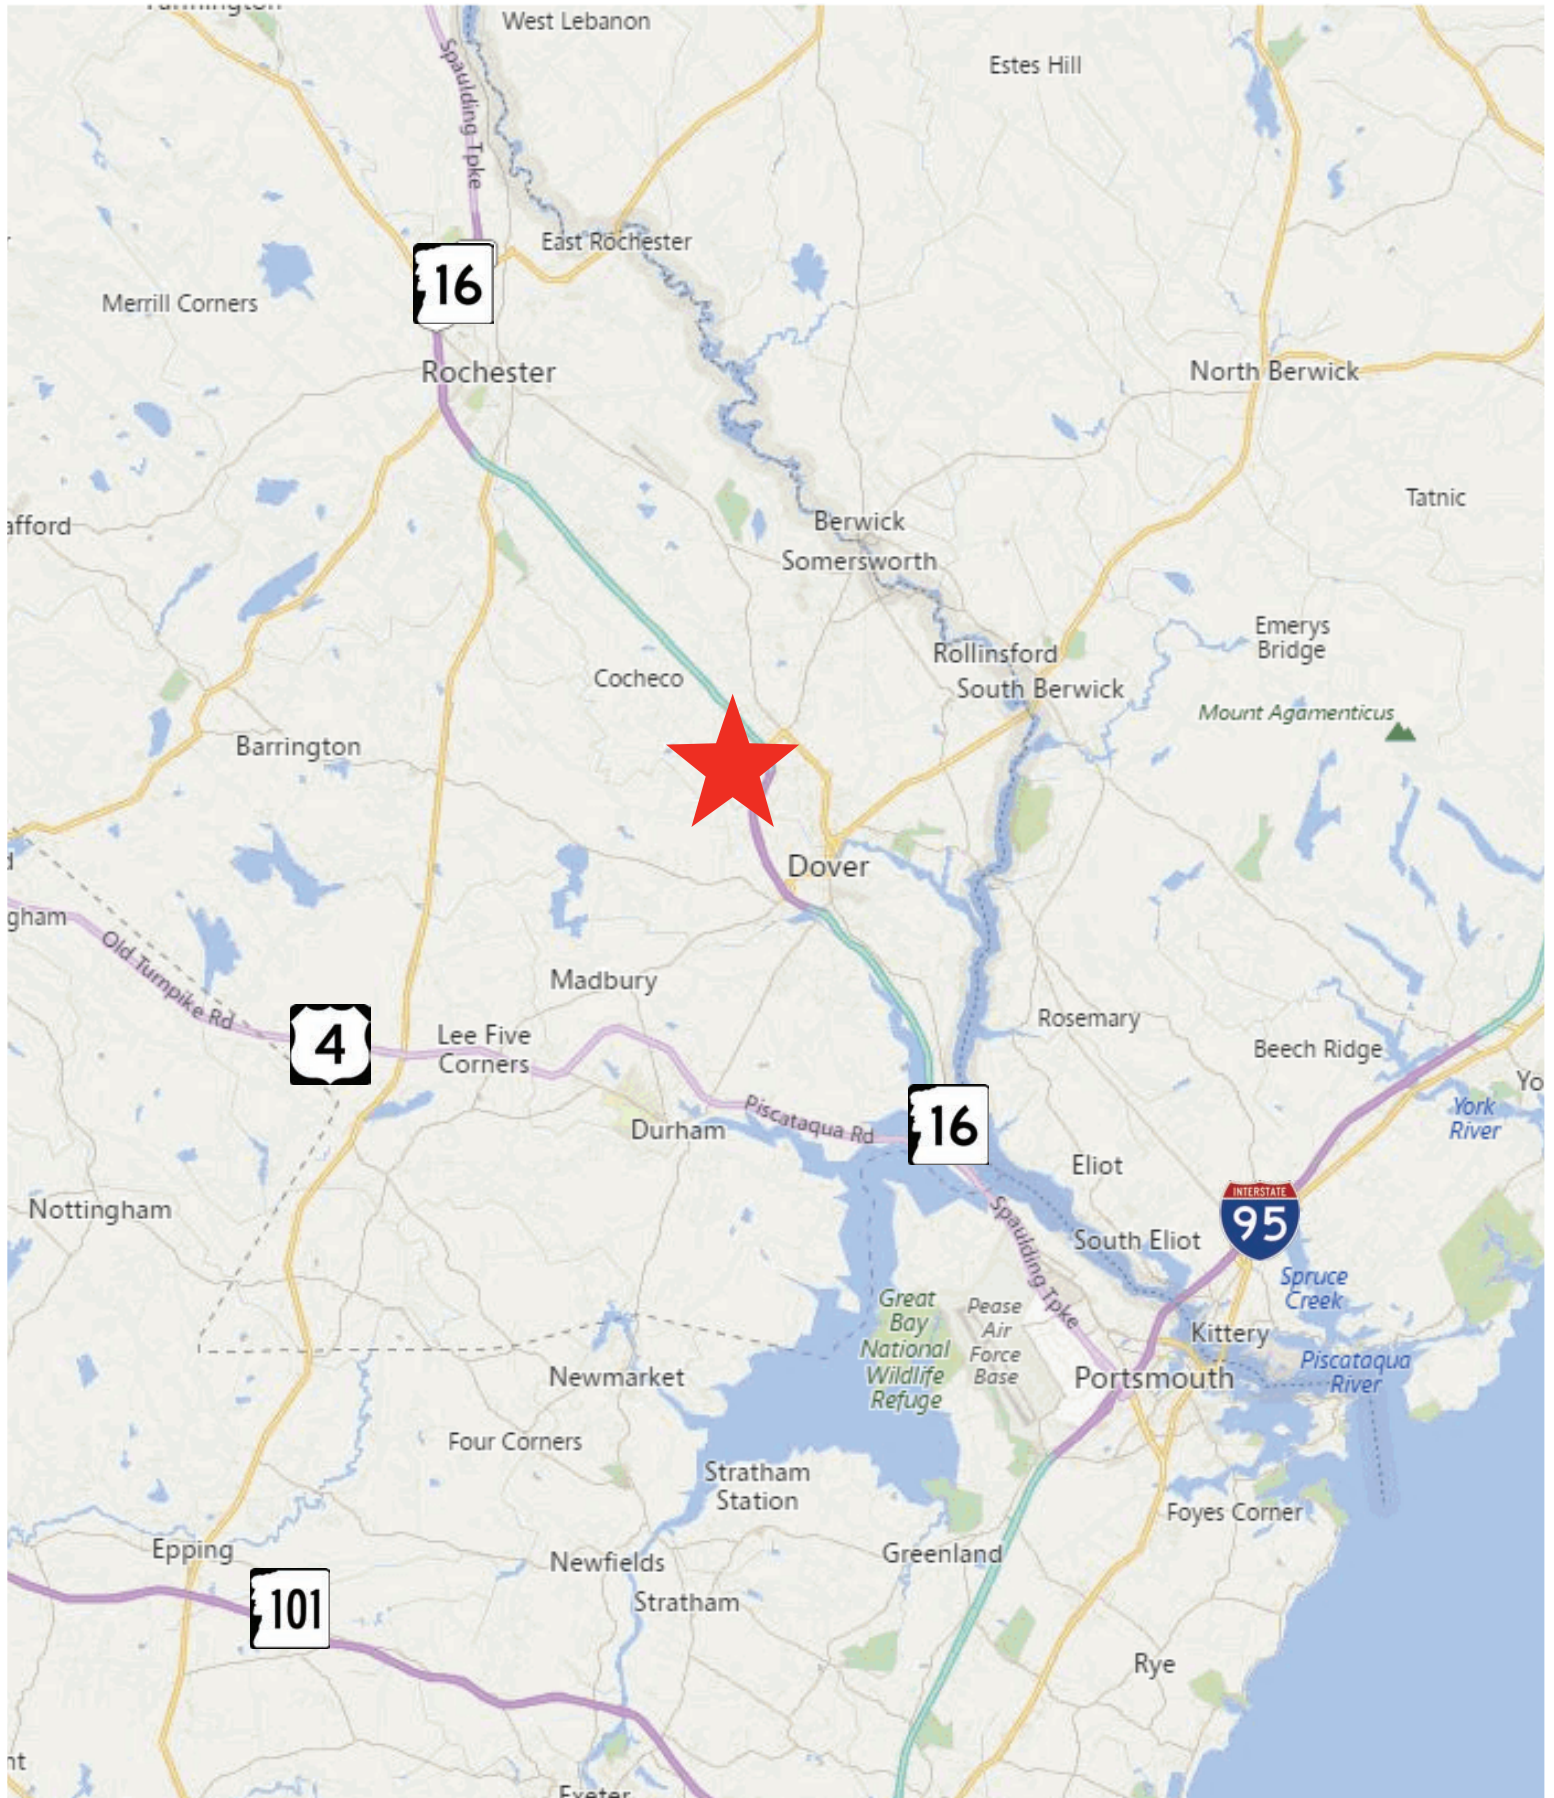 West Lebanon
Estes Hill
Spaulding Tpke
East Rochester
16
Merrill Corners
Rochester
North Berwick
Tatnic
Berwick
afford
Somersworth
Emerys
Bridge
Rollinsford
Cocheco
South Berwick
Mount Agamenticus
Barrington
Dover
gham
Old Turnpike Rd
Madbury
Rosemary
4
Lee Five
Corners
Beech Ridge
Yo
York
River
Piscataqua Rd
16
Durham
Eliot
Nottingham
INTERSTATE
95
Spaulding Tpke
South Eliot
Spruce
Creek
Great
Bay
National
Wildlife
Refuge
Pease
Air
Force
Base
Kittery
Piscataqua
River
Newmarket
Portsmouth
Four Corners
Stratham
Station
Foyes Corner
Epping
Newfields
Greenland
101
Stratham
Rye
nt
Exeter